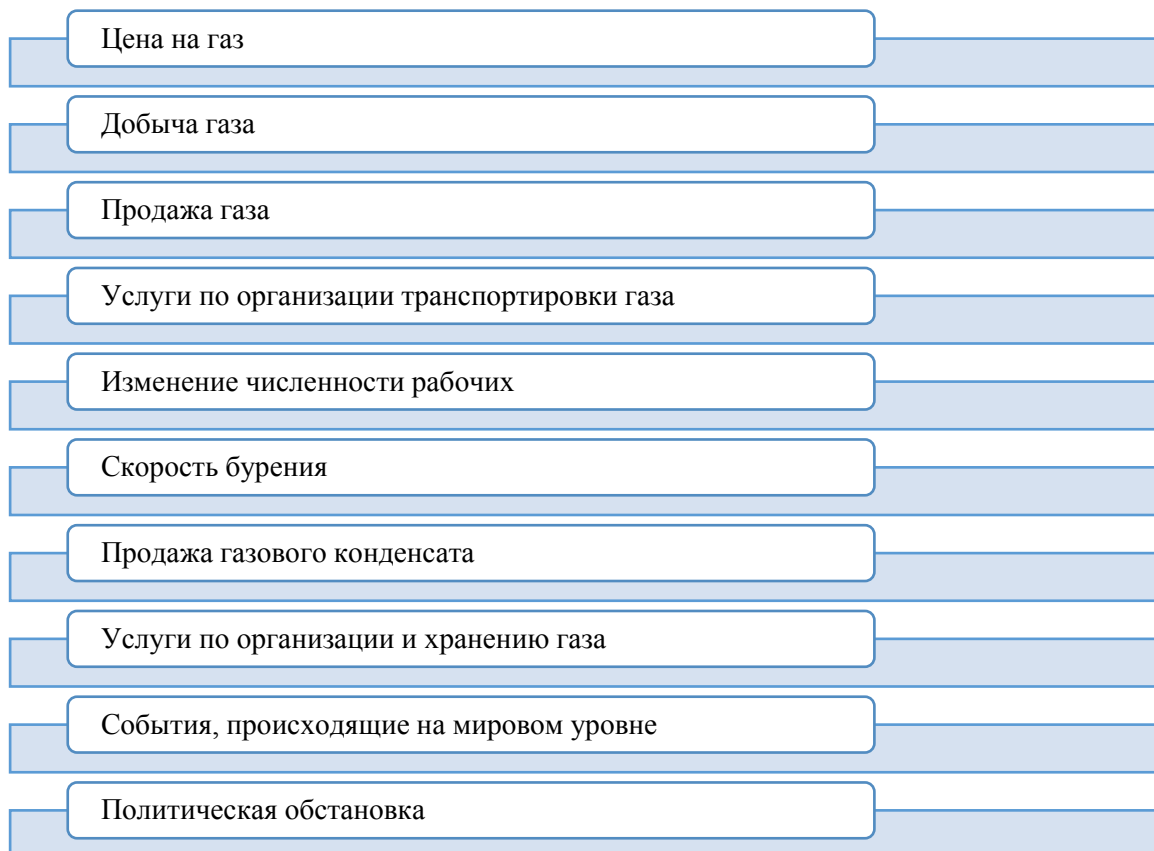 Цена на газ
Добыча газа
Продажа газа
Услуги по организации транспортировки газа
Изменение численности рабочих
Скорость бурения
Продажа газового конденсата
Услуги по организации и хранению газа
События, происходящие на мировом уровне
Политическая обстановка